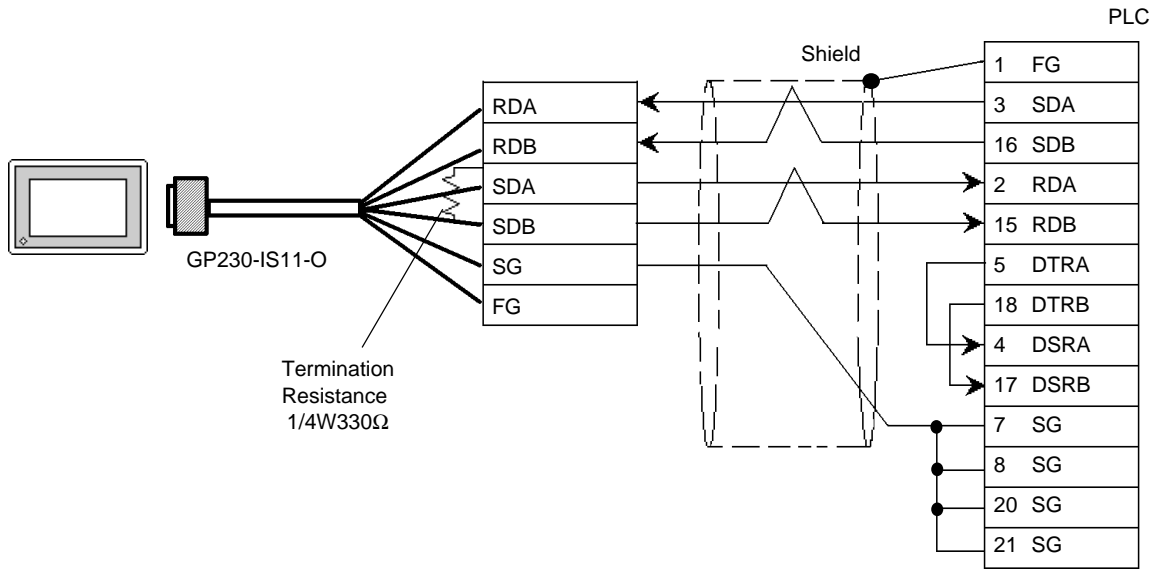 PLC
Shield
1 FG
RDA
3 SDA
RDB
16 SDB
SDA
2 RDA
SDB
15 RDB
GP230-IS11-O
SG
5 DTRA
FG
18 DTRB
4 DSRA
Termination
Resistance
1/4W330Ω
17 DSRB
7 SG
8 SG
20 SG
21 SG